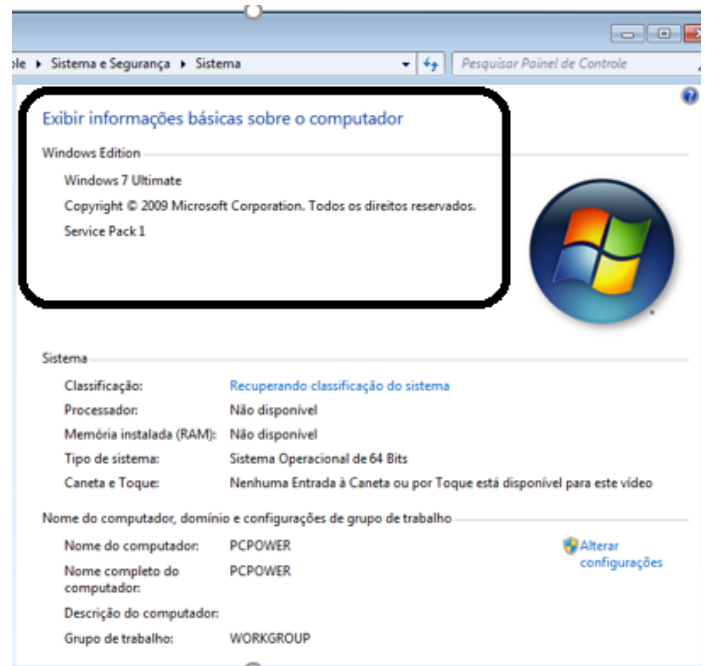 ole ▸ Sistema e Segurança ▸ Sistema
Pesquisar Painel de Controle
Exibir informações básicas sobre o computador
Windows Edition
Windows 7 Ultimate
Copyright © 2009 Microsoft Corporation. Todos os direitos reservados.
Service Pack 1
Sistema
Classificação: Recuperando classificação do sistema
Processador: Não disponível
Memória instalada (RAM): Não disponível
Tipo de sistema: Sistema Operacional de 64 Bits
Caneta e Toque: Nenhuma Entrada à Caneta ou por Toque está disponível para este vídeo
Nome do computador, domínio e configurações de grupo de trabalho
Nome do computador: PCPOWER
Alterar
configurações
Nome completo do
computador: PCPOWER
Descrição do computador:
Grupo de trabalho: WORKGROUP